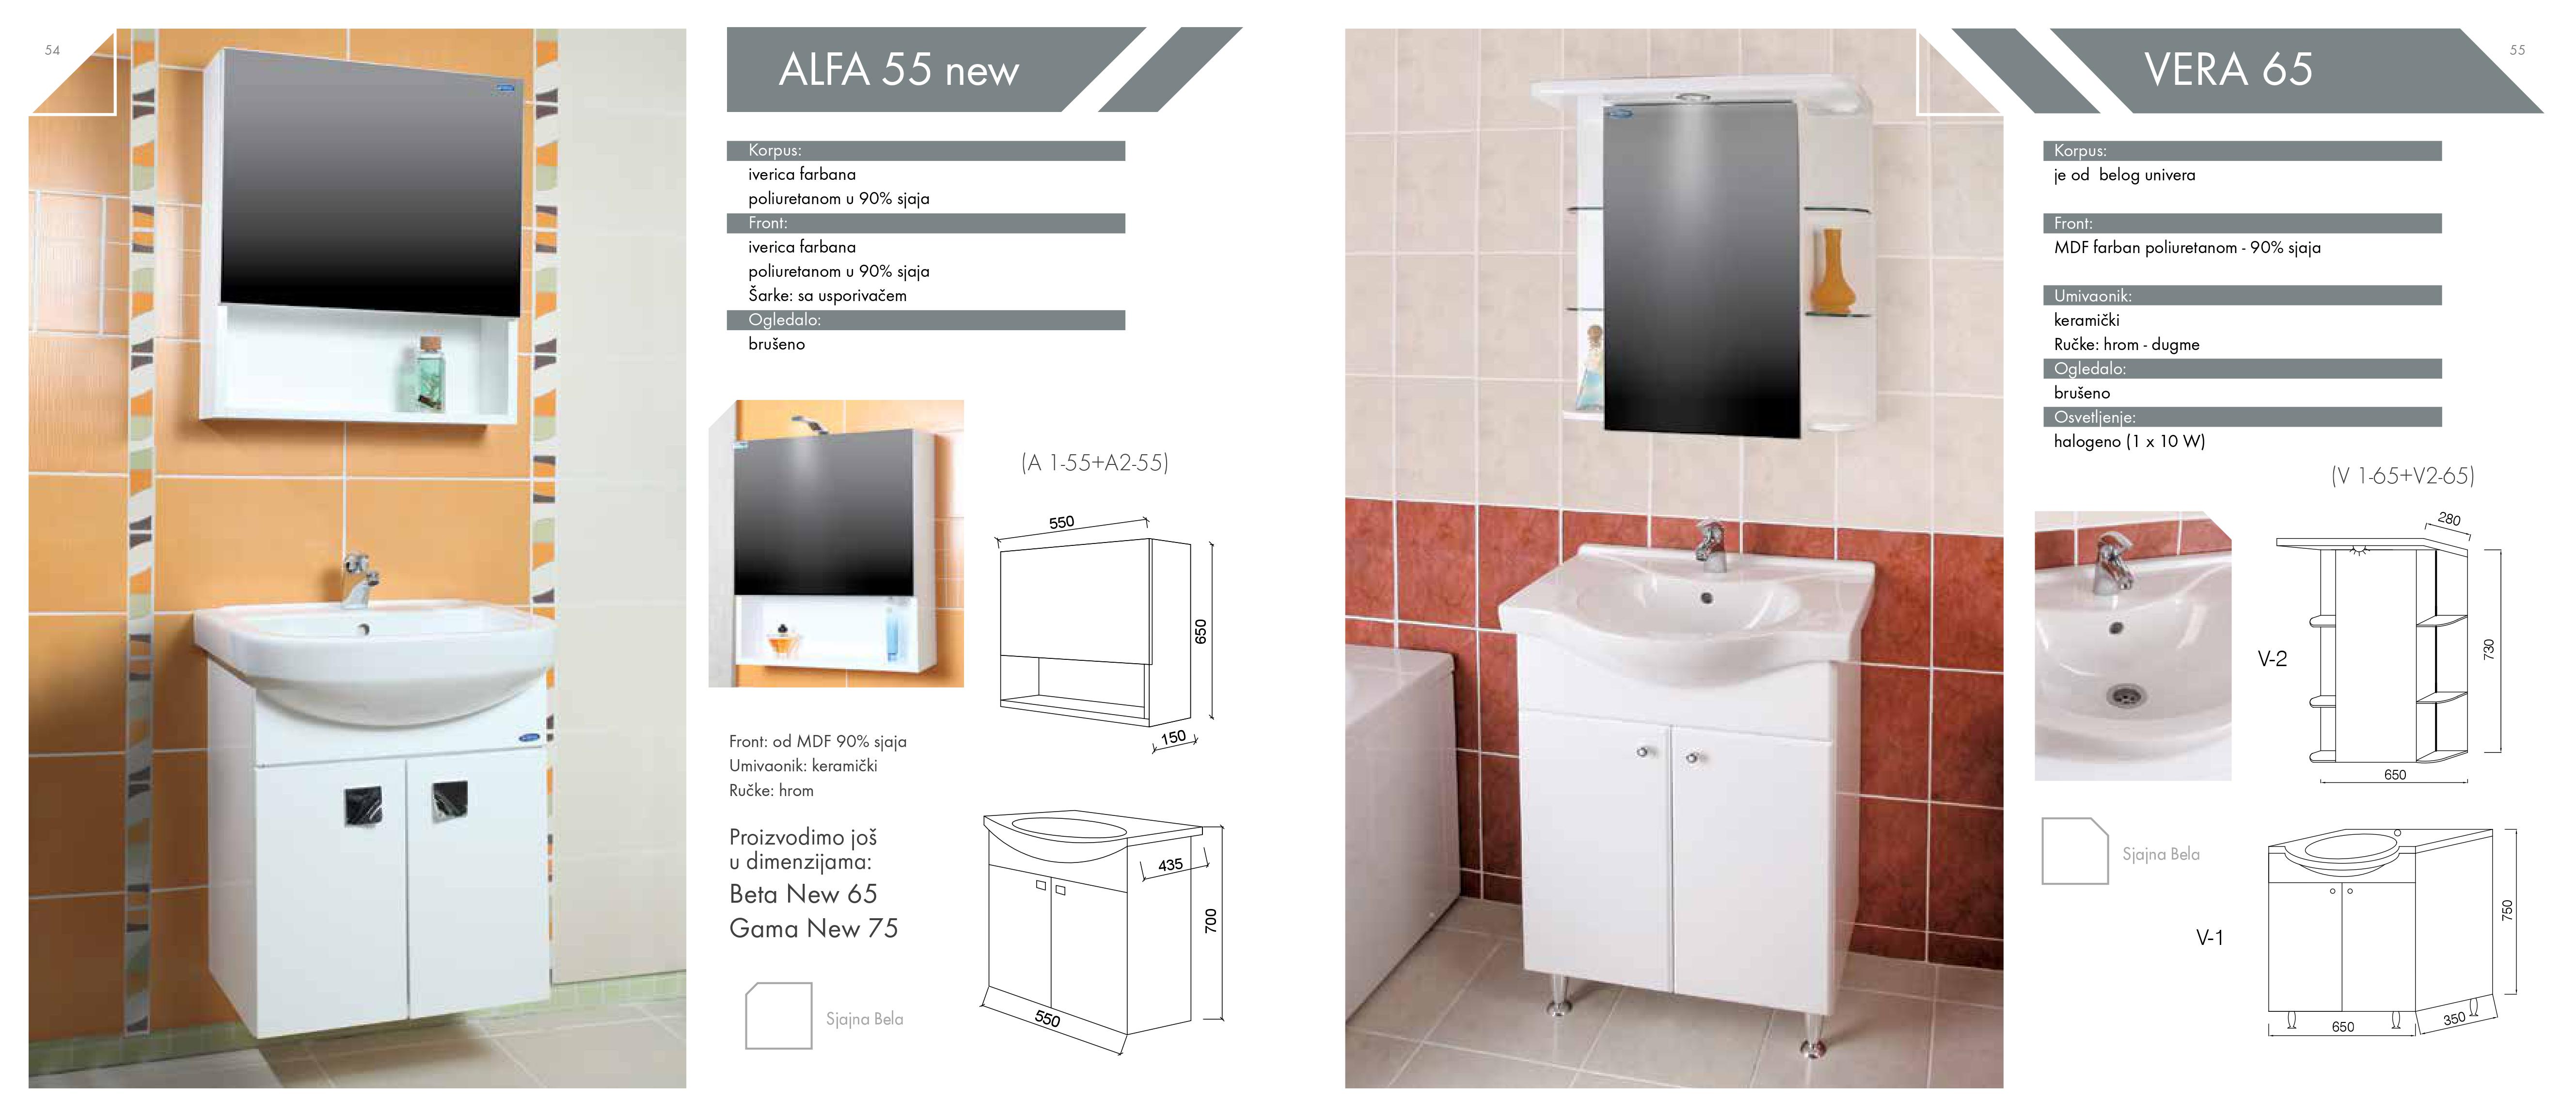 54
ALFA 55 new
Korpus:
iverica farbana
poliuretanom u 90% sjaja
Front:
iverica farbana
poliuretanom u 90% sjaja
Šarke: sa usporivačem
Ogledalo:
brušeno
(A 1-55+A2-55)
550
650
150
Front: od MDF 90% sjaja
Umivaonik: keramički
Ručke: hrom
Proizvodimo još
u dimenzijama:
Beta New 65
Gama New 75
435
700
550
Sjajna Bela
VERA 65
55
Korpus:
je od belog univera
Front:
MDF farban poliuretanom - 90% sjaja
Umivaonik:
keramički
Ručke: hrom - dugme
Ogledalo:
brušeno
Osvetljenje:
halogeno (1 x 10 W)
(V 1-65+V2-65)
280
V-2
730
650
Sjajna Bela
V-1
750
650
350